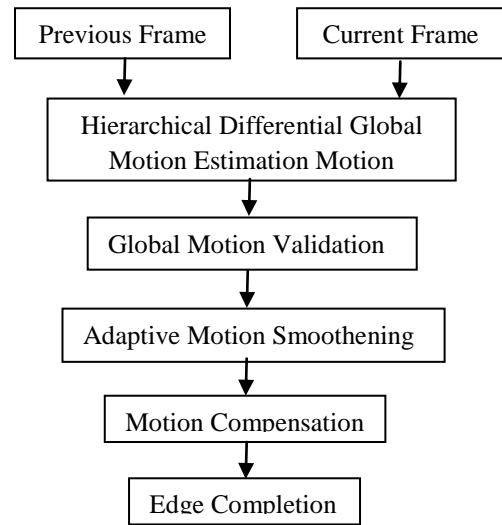 Previous Frame
Current Frame
Hierarchical Differential Global
Motion Estimation Motion
Global Motion Validation
Adaptive Motion Smoothening
Motion Compensation
Edge Completion